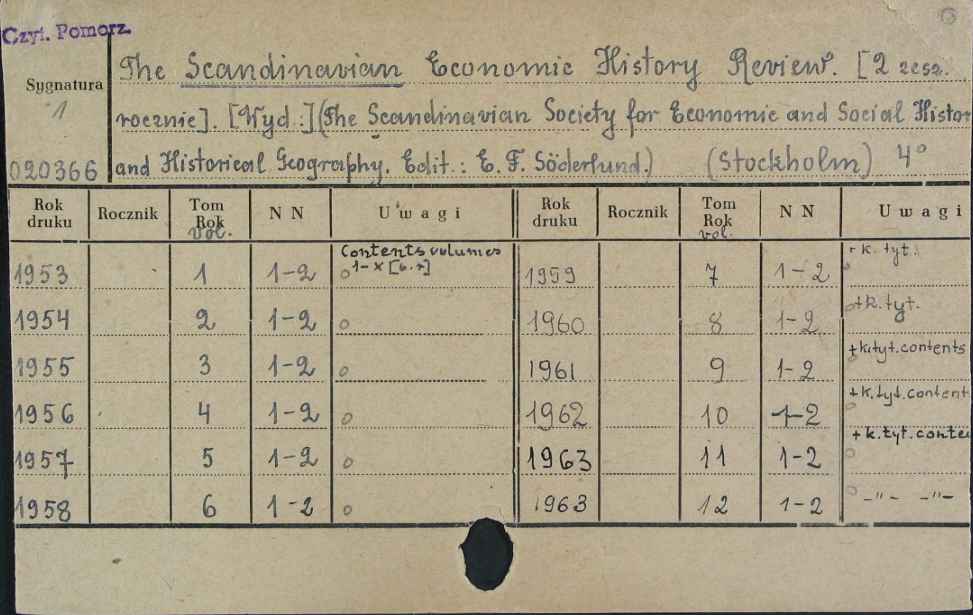 Czyt. Pomorz.
The Scandinavian Economic History Review. [2 zesz.
Sygnatura
1
rocznie]. [Wyd.:] (The Scandinavian Society for Economic and Social Histor
020366 and Historical Geography. Edit.: E. F. Söderlund.) (Stockholm) 4°
Rok druku Rocznik Tom Rok vol. N N Uwagi Rok druku Rocznik Tom Rok vol. N N Uwagi
Contents volumes + k. tyt.
1953 1 1-2 1-X 1959 7 1-2
+k. tyt.
1954 2 1-2 1960 8 1-2
+k.tyt.contents
1955 3 1-2 1961 9 1-2
+k.tyt.content
1956 4 1-2 1962 10 1-2
+k.tyt.conte
1957 5 1-2 1963 11 1-2
1958 6 1-2 1963 12 1-2 -"- -"-